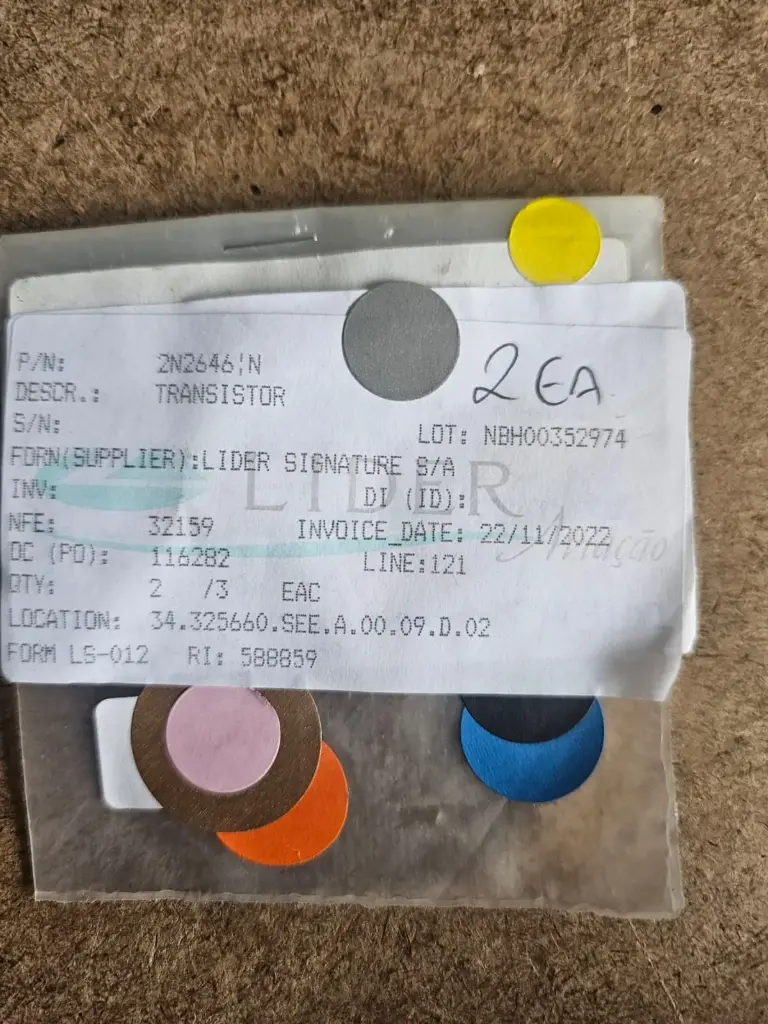 P/N: 2N2646¦N
2 EA
DESCR.: TRANSISTOR
S/N:
LOT: NBH00352974
FORN(SUPPLIER):LIDER SIGNATURE S/A
LIDER
INV: DI (ID):
NFE: 32159 INVOICE_DATE: 22/11/2022
Aviação
OC (PO): 116282 LINE:121
QTY: 2 /3 EAC
LOCATION: 34.325660.SEE.A.00.09.D.02
FORM LS-012 RI: 588859